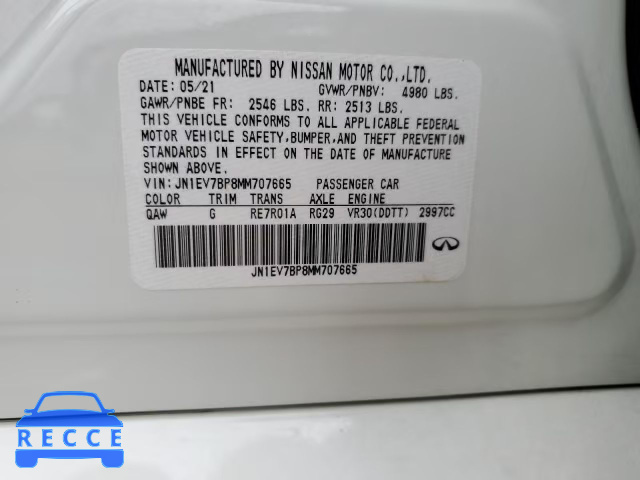 MANUFACTURED BY NISSAN MOTOR CO.,LTD.
DATE: 05/21 GVWR/PNBV: 4980 LBS.
GAWR/PNBE FR: 2546 LBS. RR: 2513 LBS.
THIS VEHICLE CONFORMS TO ALL APPLICABLE FEDERAL
MOTOR VEHICLE SAFETY,BUMPER,AND THEFT PREVENTION
STANDARDS IN EFFECT ON THE DATE OF MANUFACTURE
SHOWN ABOVE.
VIN: JN1EV7BP8MM707665 PASSENGER CAR
COLOR TRIM TRANS AXLE ENGINE
QAW G RE7R01A RG29 VR30(DDTT) 2997CC
JN1EV7BP8MM707665
RECCE